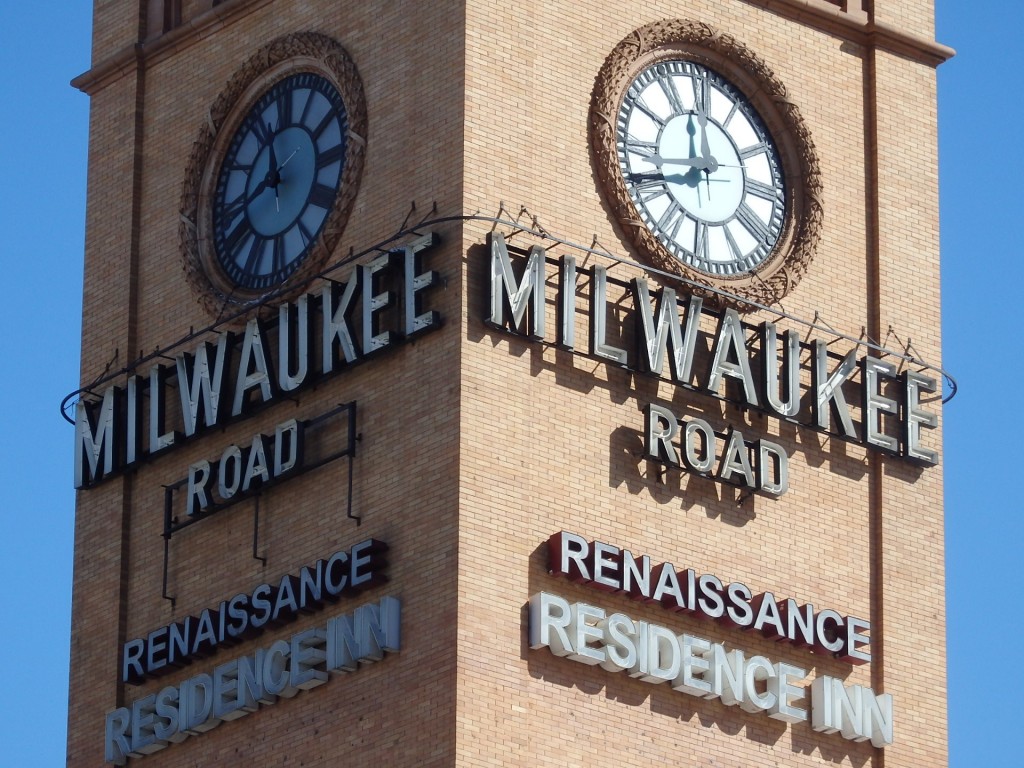 MILWAUKEE
ROAD
RENAISSANCE
RESIDENCE INN
MILWAUKEE
ROAD
RENAISSANCE
RESIDENCE INN